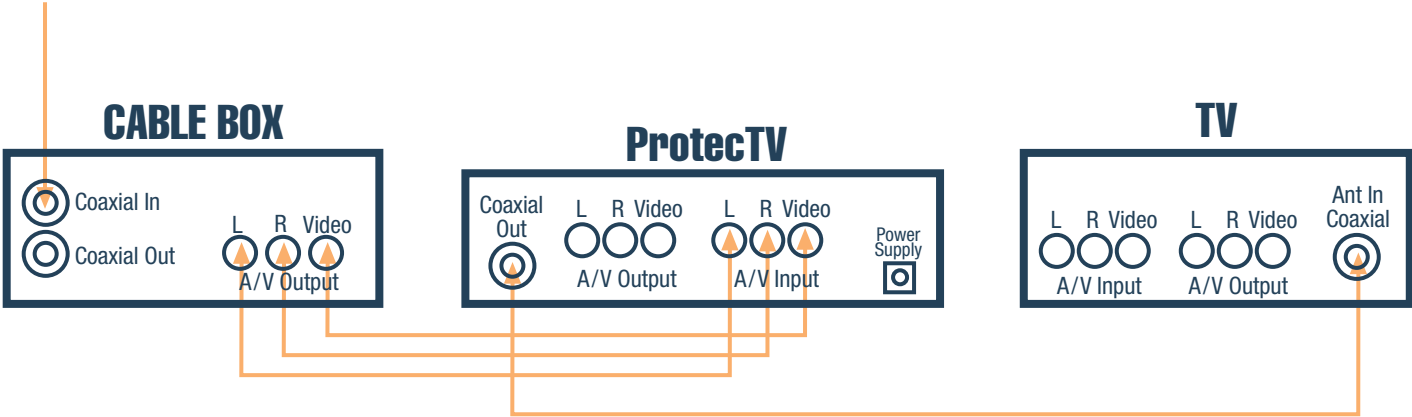 CABLE BOX
Coaxial In
Coaxial Out
L R Video
A/V Output
ProtecTV
Coaxial
Out
L R Video
A/V Output
L R Video
A/V Input
Power
Supply
TV
L R Video
A/V Input
L R Video
A/V Output
Ant In
Coaxial